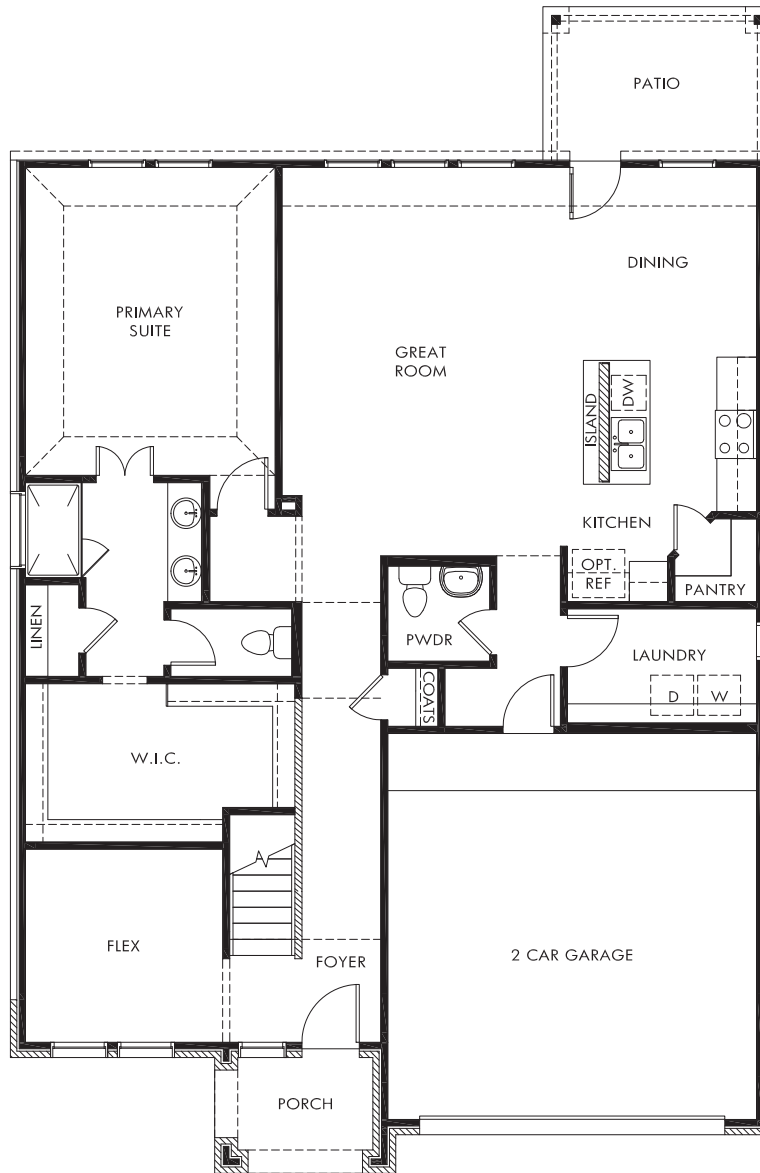 PATIO
DINING
PRIMARY
SUITE
GREAT
ROOM
ISLAND
DW
KITCHEN
OPT.
REF
PANTRY
LINEN
PWDR
LAUNDRY
COATS
D
W
W.I.C.
FLEX
FOYER
2 CAR GARAGE
PORCH